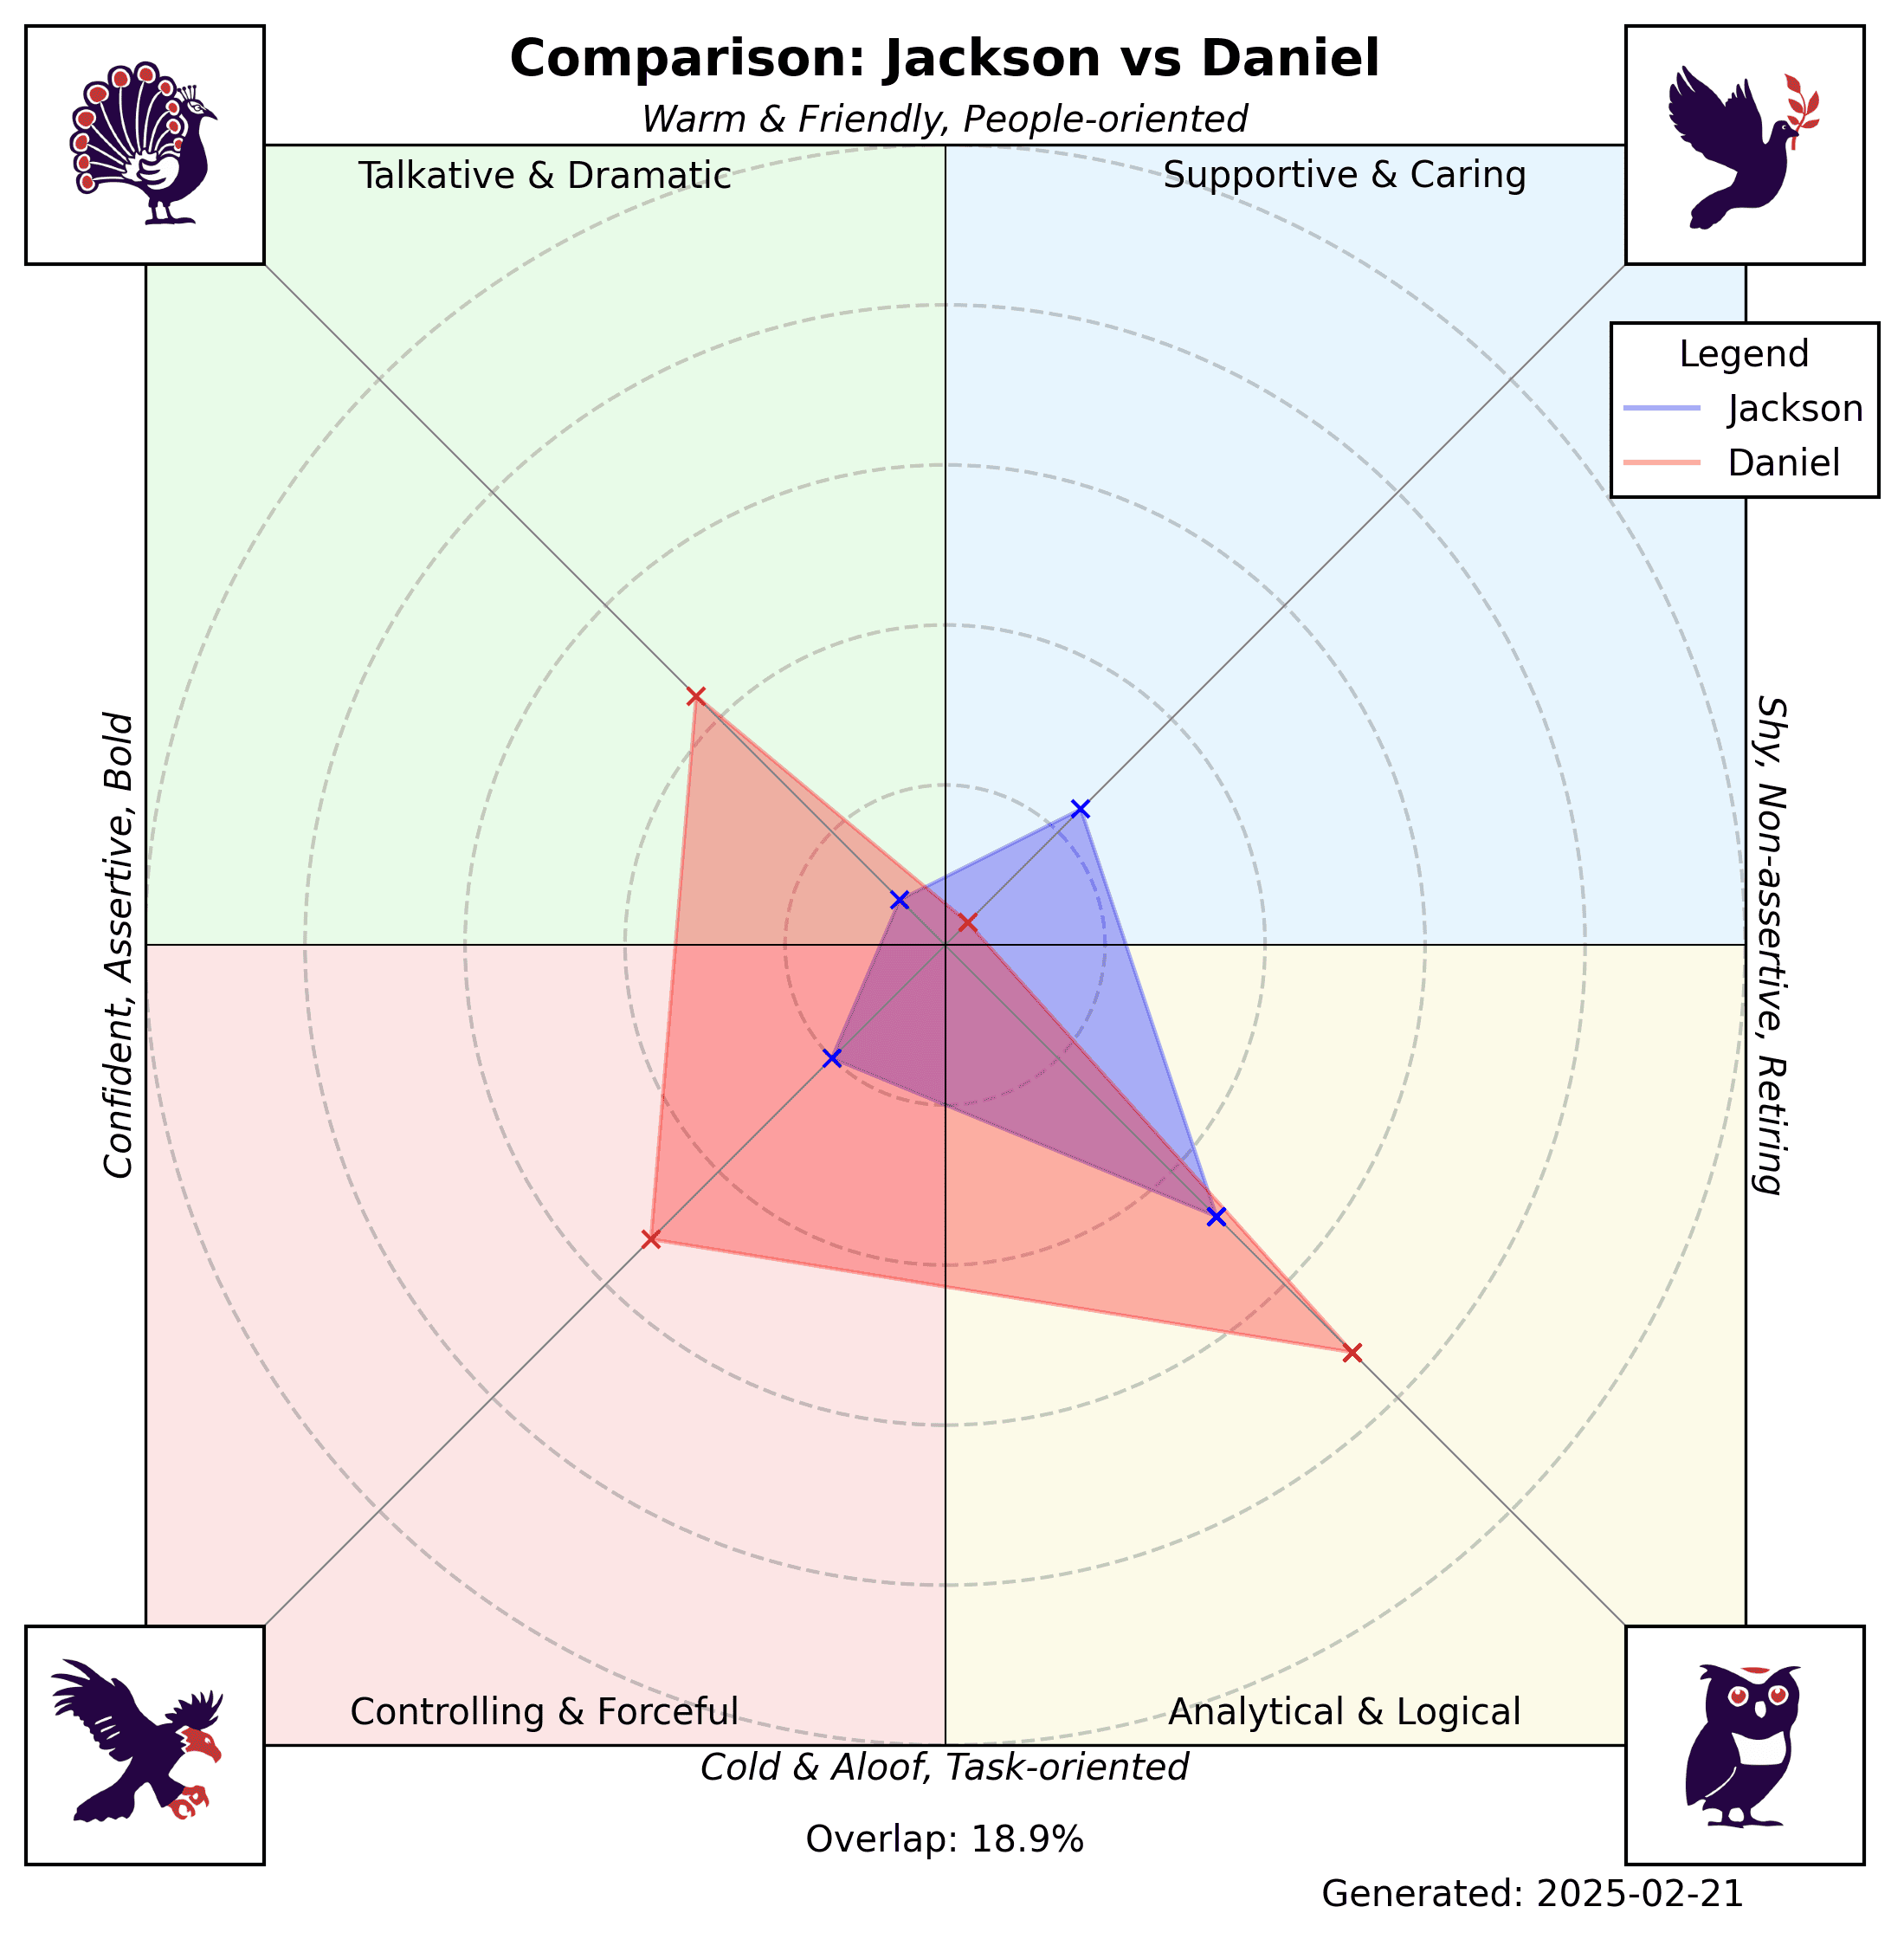 Comparison: Jackson vs Daniel
Warm & Friendly, People-oriented
Talkative & Dramatic
Supportive & Caring
Legend
Jackson
Daniel
Confident, Assertive, Bold
Shy, Non-assertive, Retiring
Controlling & Forceful
Analytical & Logical
Cold & Aloof, Task-oriented
Overlap: 18.9%
Generated: 2025-02-21